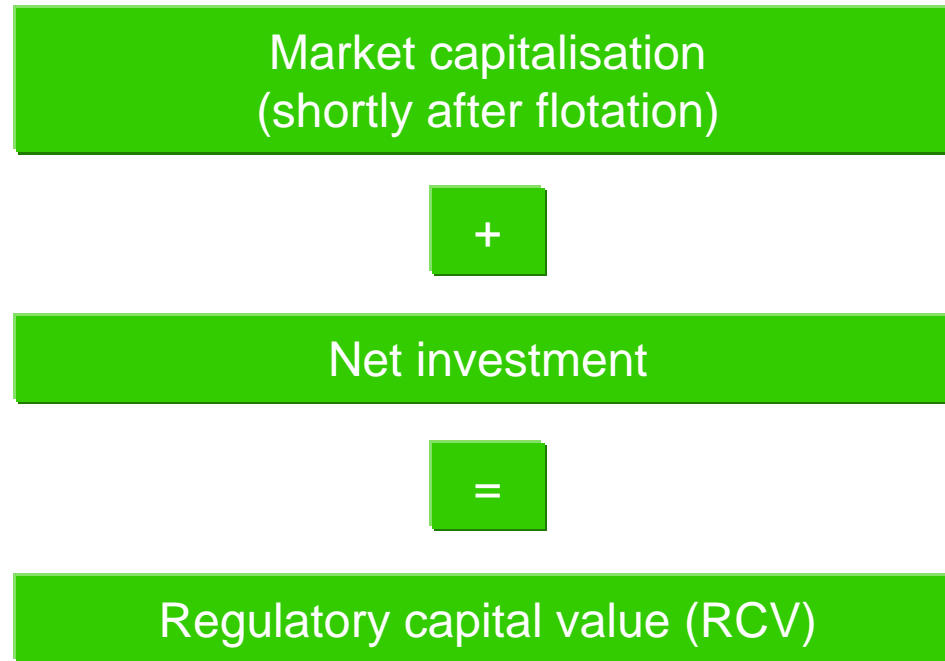 Market capitalisation
(shortly after flotation)
+
Net investment
=
Regulatory capital value (RCV)